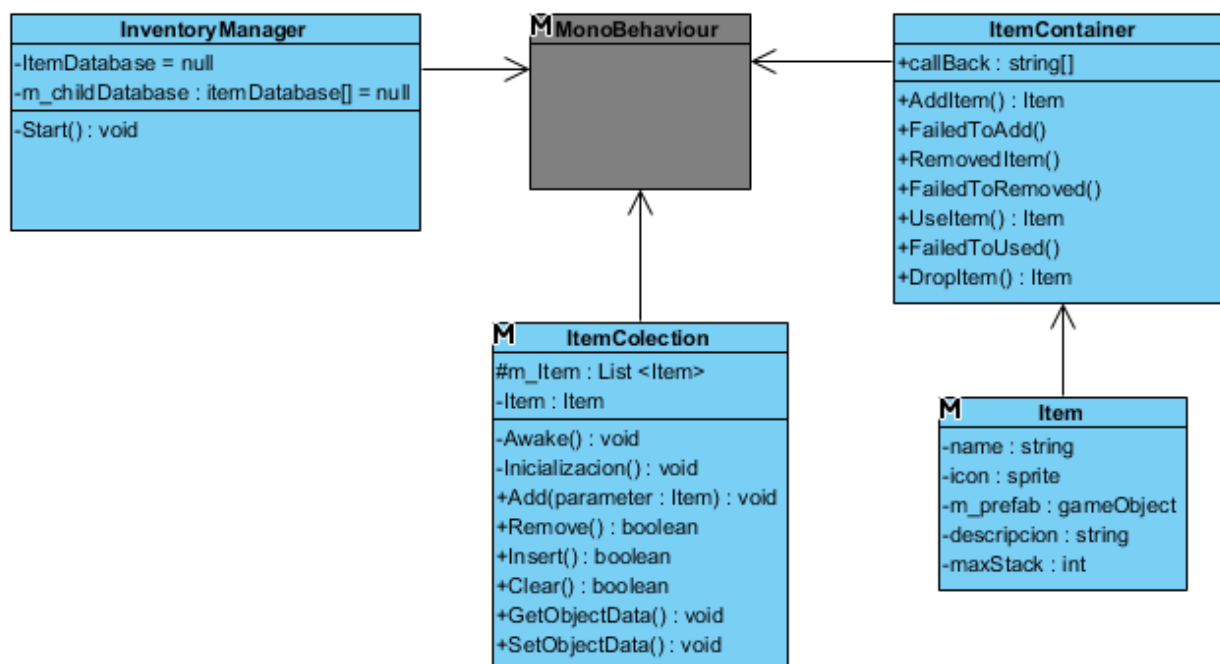 InventoryManager
-ItemDatabase = null
-m_childDatabase : itemDatabase[] = null
-Start() : void
M
MonoBehaviour
ItemContainer
+callBack : string[]
+AddItem() : Item
+FailedToAdd()
+RemovedItem()
+FailedToRemoved()
+UseItem() : Item
+FailedToUsed()
+DropItem() : Item
M
ItemColection
#m_Item : List <Item>
-Item : Item
-Awake() : void
-Inicializacion() : void
+Add(parameter : Item) : void
+Remove() : boolean
+Insert() : boolean
+Clear() : boolean
+GetObjectData() : void
+SetObjectData() : void
M
Item
-name : string
-icon : sprite
-m_prefab : gameObject
-descripcion : string
-maxStack : int